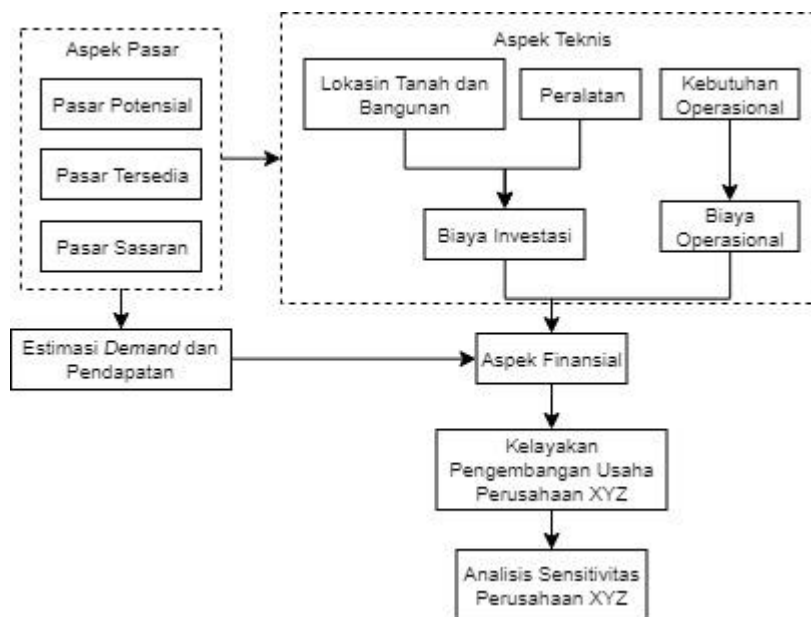 Aspek Pasar
Pasar Potensial
Pasar Tersedia
Pasar Sasaran
Aspek Teknis
Lokasin Tanah dan
Bangunan
Peralatan
Kebutuhan
Operasional
Biaya Investasi
Biaya
Operasional
Estimasi Demand dan
Pendapatan
Aspek Finansial
Kelayakan
Pengembangan Usaha
Perusahaan XYZ
Analisis Sensitivitas
Perusahaan XYZ